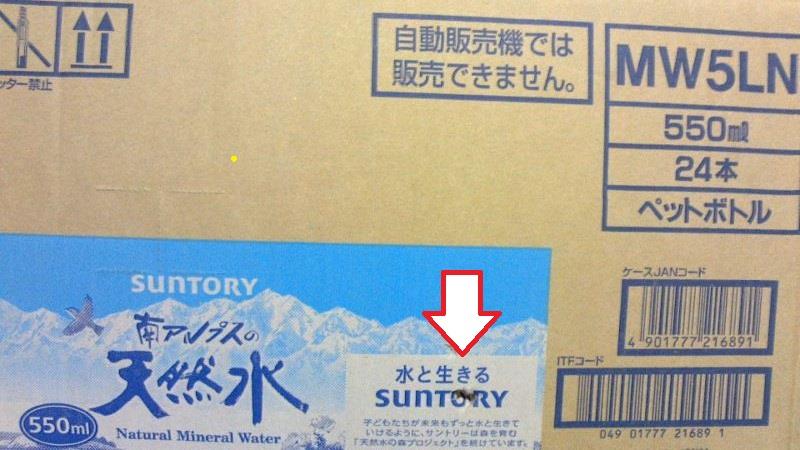 ッター禁止
自動販売機では
販売できません。
MW5LN
550ml
24本
ペットボトル
SUNTORY
南アルプスの
天然水
550ml
Natural Mineral Water
水と生きる
SUNTORY
子どもたちが未来もずっと水と生きて
いけるように、サントリーは森を育む
「天然水の森プロジェクト」を続けています。
ケースJANコード
4 901777 216891
ITFコード
049 01777 21689 1